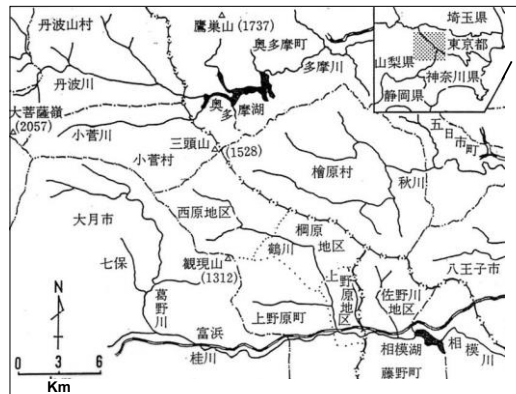 丹波山村
鷹巣山(1737)
奥多摩町
埼玉県
東京都
山梨県
神奈川県
静岡県
丹波川
多摩川
奥多摩湖
大菩薩嶺
(2057)
小菅川
小菅村
三頭山
(1528)
五日市町
檜原村
秋川
大月市
西原地区
棡原地区
鶴川
七保
観現山
(1312)
八王子市
上野原地区
佐野川
地区
N
葛野川
富浜
上野原町
桂川
相模湖
相模川
藤野町
0 3 6
Km